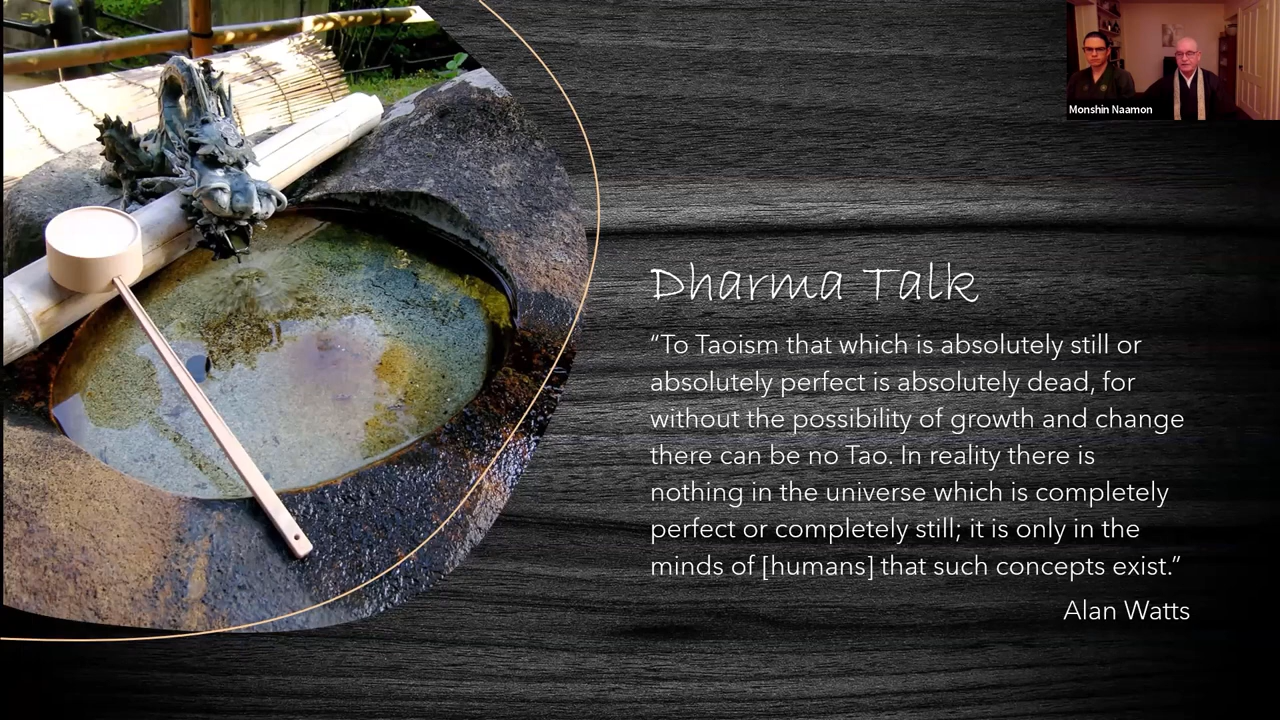 Monshin Naamon
Dharma Talk
“To Taoism that which is absolutely still or
absolutely perfect is absolutely dead, for
without the possibility of growth and change
there can be no Tao. In reality there is
nothing in the universe which is completely
perfect or completely still; it is only in the
minds of [humans] that such concepts exist.”
Alan Watts